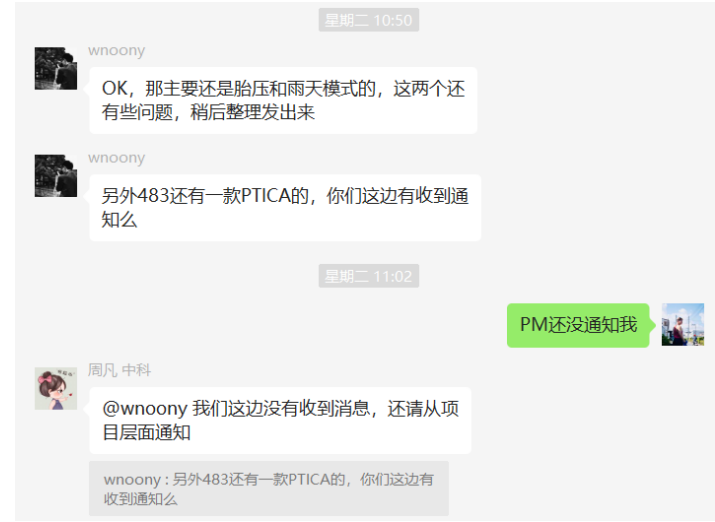 星期二 10:50
wnoony
OK，那主要还是胎压和雨天模式的，这两个还
有些问题，稍后整理发出来
wnoony
另外483还有一款PTICA的，你们这边有收到通
知么
星期二 11:02
PM还没通知我
周凡 中科
@wnoony 我们这边没有收到消息，还请从项
目层面通知
wnoony : 另外483还有一款PTICA的，你们这边有
收到通知么